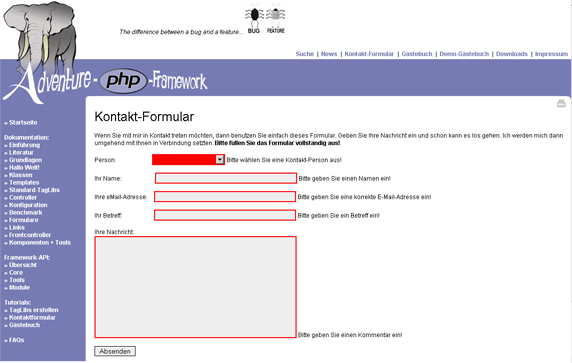 The difference between a bug and a feature...
BUG FEATURE
Suche | News | Kontakt-Formular | Gästebuch | Demo-Gästebuch | Downloads | Impressum
Adventure-php-Framework
» Startseite
Dokumentation:
» Einführung
» Literatur
» Grundlagen
» Hallo Welt!
» Klassen
» Templates
» Standard-TagLibs
» Controller
» Konfiguration
» Benchmark
» Formulare
» Links
» Frontcontroller
» Komponenten + Tools
Framework-API:
» Übersicht
» Core
» Tools
» Module
Tutorials:
» TagLibs erstellen
» Kontaktformular
» Gästebuch
» FAQs
Kontakt-Formular
Wenn Sie mit mir in Kontakt treten möchten, dann benutzen Sie einfach dieses Formular. Geben Sie Ihre Nachricht ein und schon kann es los gehen. Ich werden mich dann
umgehend mit Ihnen in Verbindung setzten. Bitte füllen Sie das Formular vollständig aus!
Person: Bitte wählen Sie eine Kontakt-Person aus!
Ihr Name: Bitte geben Sie einen Namen ein!
Ihre eMail-Adresse: Bitte geben Sie eine korrekte E-Mail-Adresse ein!
Ihr Betreff: Bitte geben Sie ein Betreff ein!
Ihre Nachricht:
Bitte geben Sie einen Kommentar ein!
Absenden